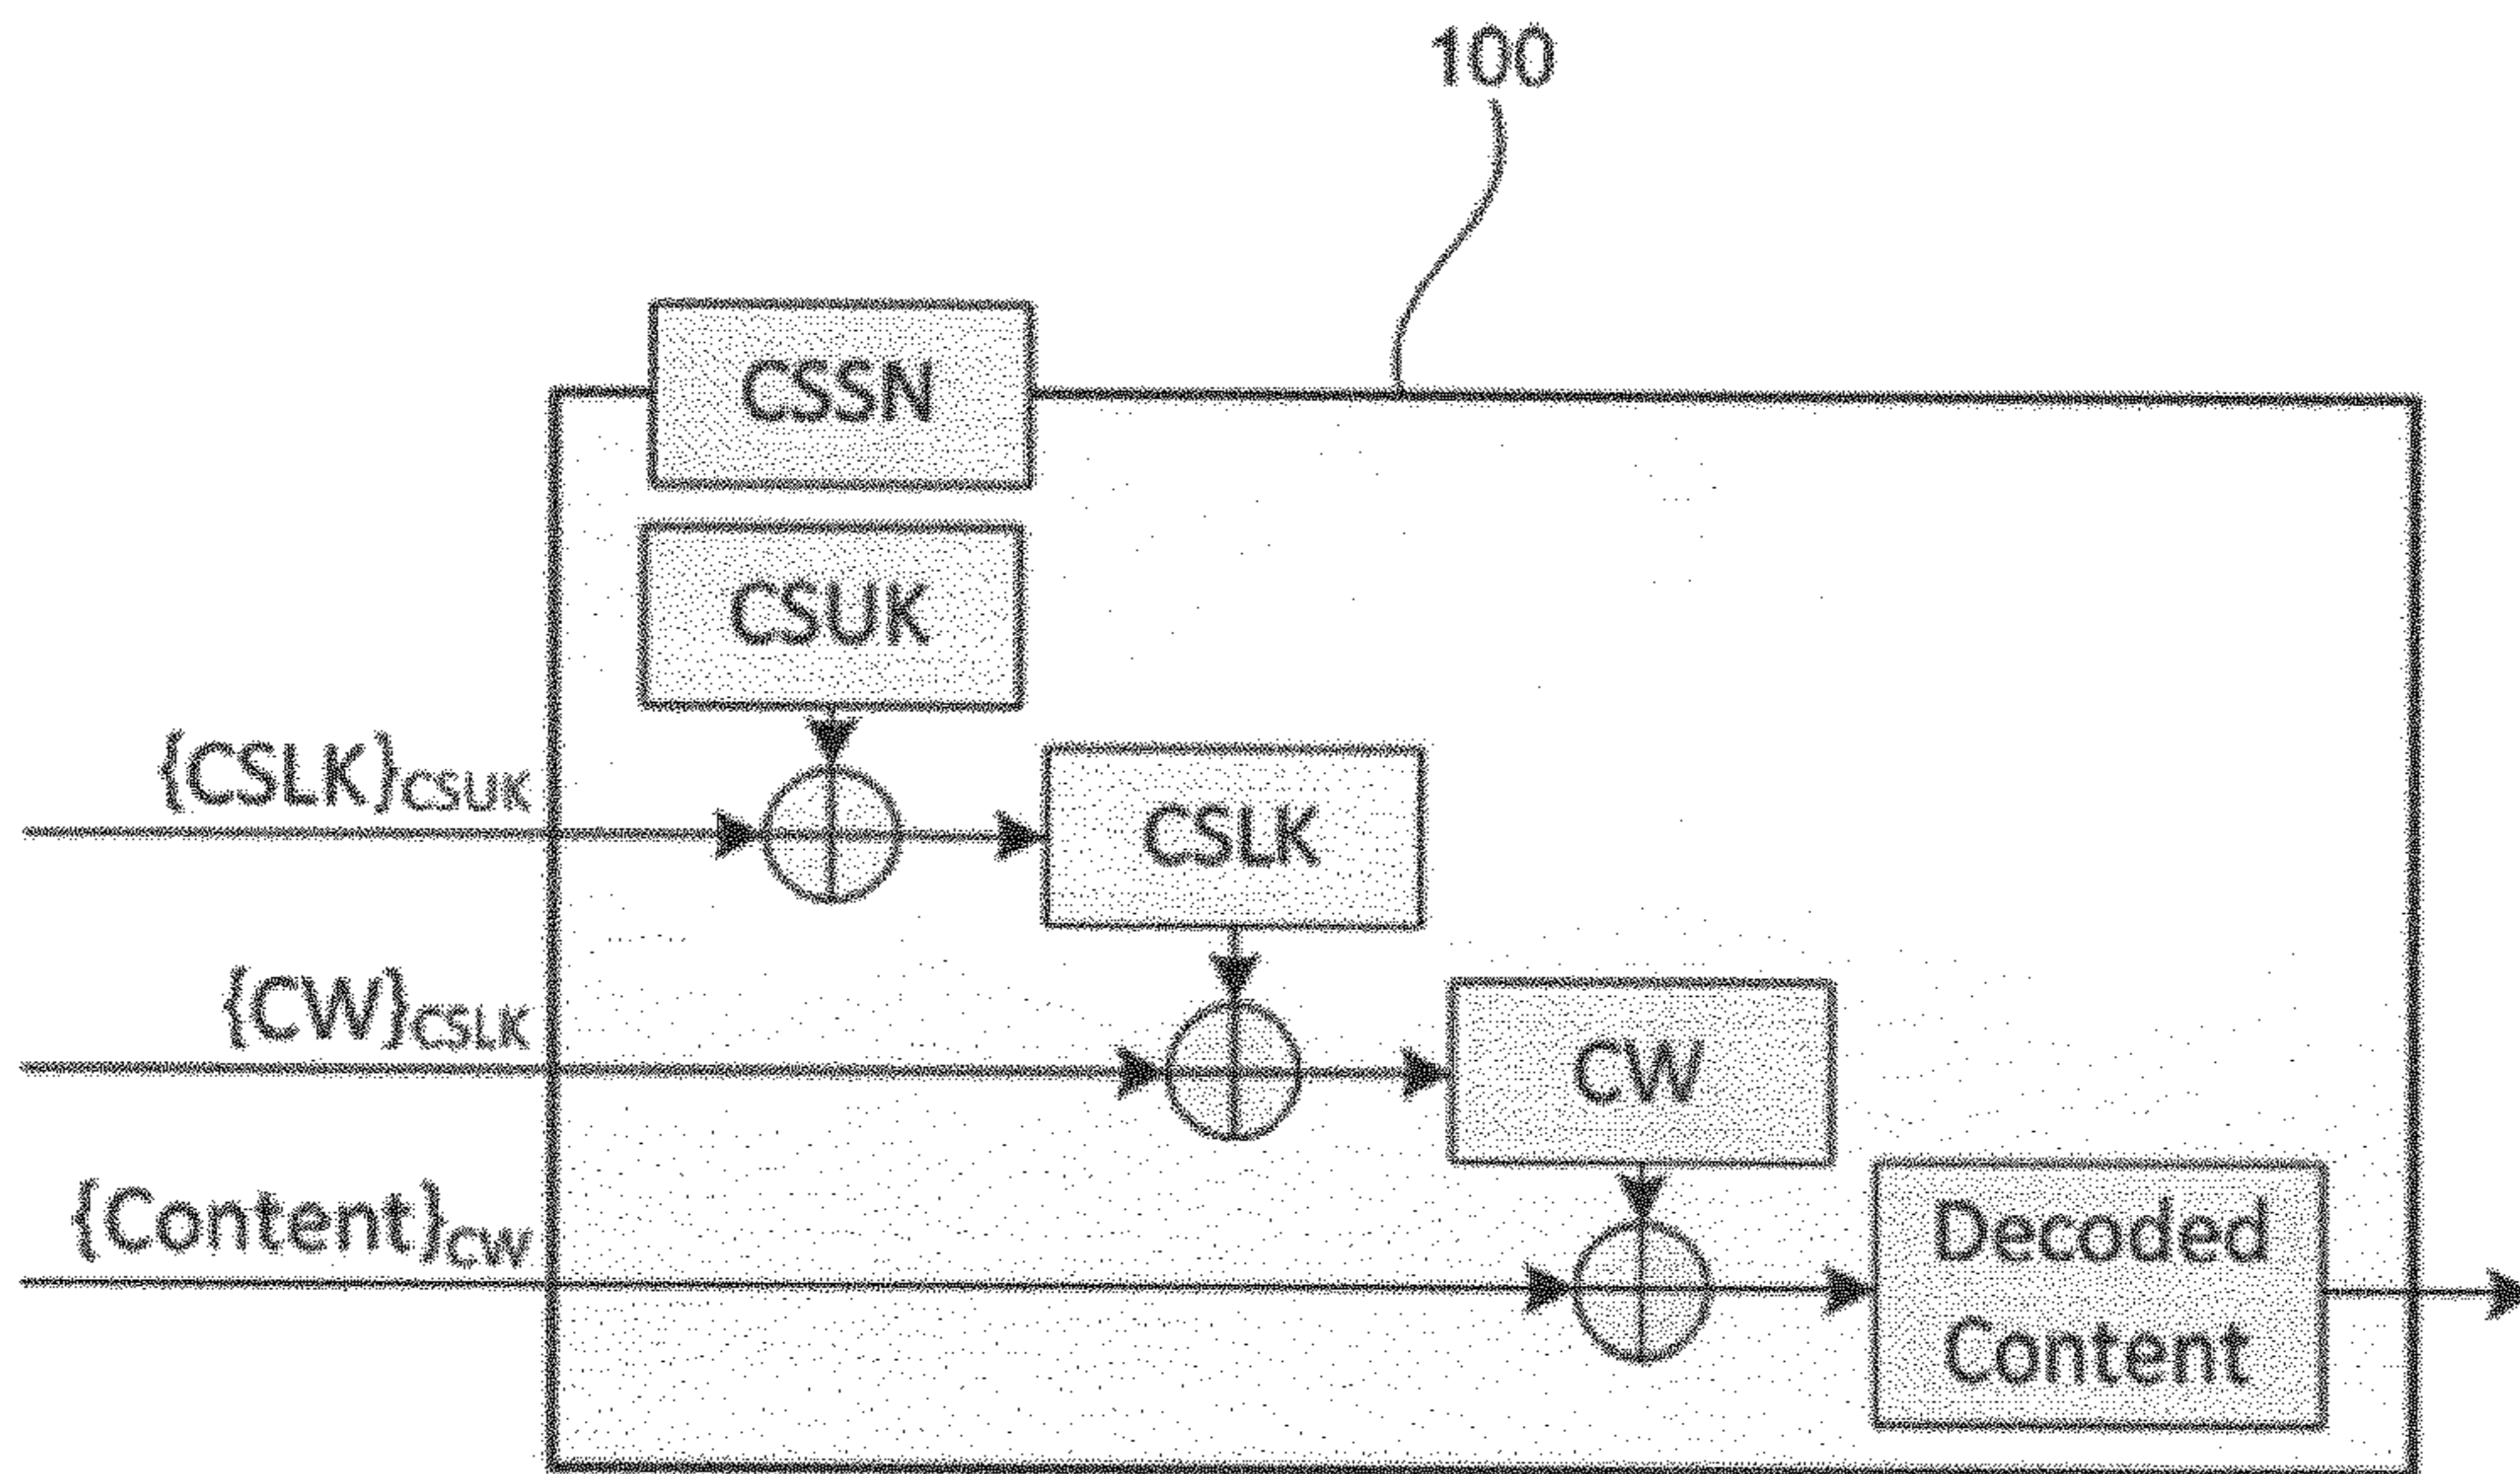 100
CSSN
CSUK
{CSLK}CSUK
CSLK
{CW}CSLK
CW
{Content}CW
Decoded
Content